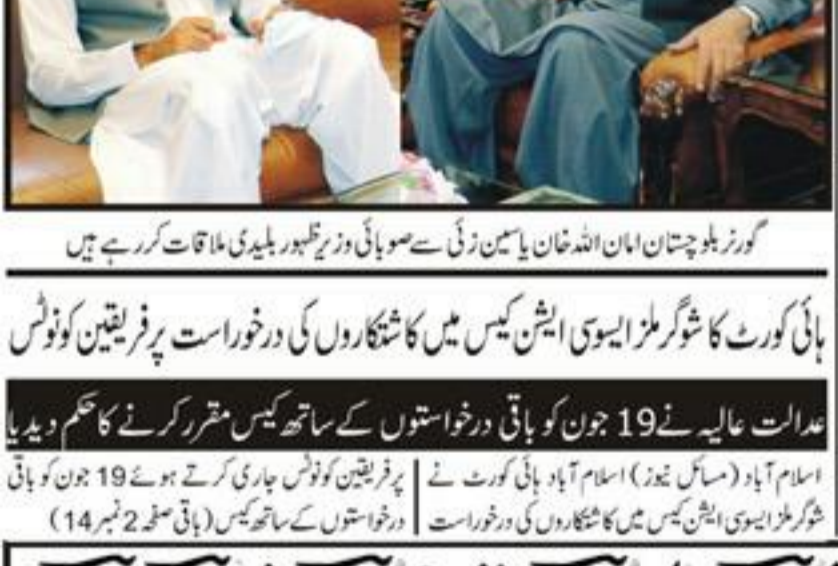 گورنر بلوچستان امان اللہ خان یاسین زئی سے صوبائی وزیر ظہور بلیدی ملاقات کر رہے ہیں
ہائی کورٹ کا شوگر ملز ایسوسی ایشن کیس میں کاشتکاروں کی درخوراست پر فریقین کو نوٹس
عدالت عالیہ نے 19 جون کو باقی درخواستوں کے ساتھ کیس مقرر کرنے کا حکم دیدیا
اسلام آباد (مسائل نیوز) اسلام آباد ہائی کورٹ نے
شوگر ملز ایسوسی ایشن کیس میں کاشتکاروں کی درخوراست
پر فریقین کو نوٹس جاری کرتے ہوئے 19 جون کو باقی
درخواستوں کے ساتھ کیس (باقی صفحہ 2 نمبر 14)